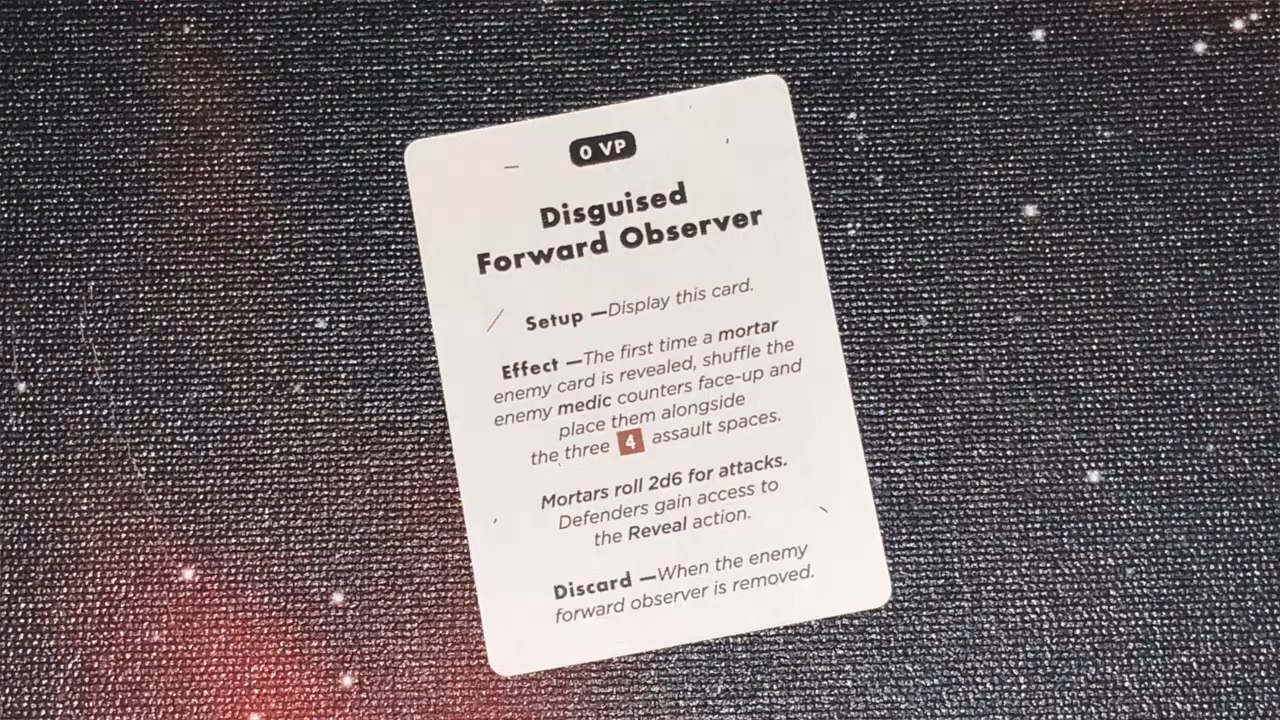 0 VP
Disguised
Forward Observer
Setup —Display this card.
Effect —The first time a mortar
enemy card is revealed, shuffle the
enemy medic counters face-up and
place them alongside
the three 4 assault spaces.
Mortars roll 2d6 for attacks.
Defenders gain access to
the Reveal action.
Discard —When the enemy
forward observer is removed.